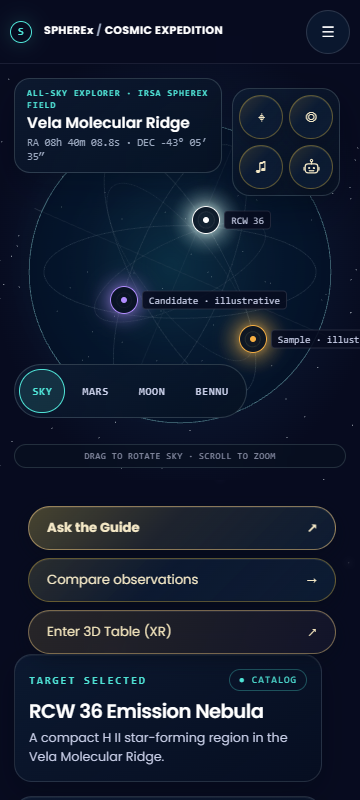 S SPHEREx / COSMIC EXPEDITION
ALL-SKY EXPLORER · IRSA SPHEREX
FIELD
Vela Molecular Ridge
RA 08h 40m 08.8s · DEC -43° 05′
35″
RCW 36
Candidate · illustrative
Sample · illust
SKY MARS MOON BENNU
DRAG TO ROTATE SKY · SCROLL TO ZOOM
Ask the Guide ↗
Compare observations →
Enter 3D Table (XR) ↗
TARGET SELECTED
● CATALOG
RCW 36 Emission Nebula
A compact H II star-forming region in the
Vela Molecular Ridge.